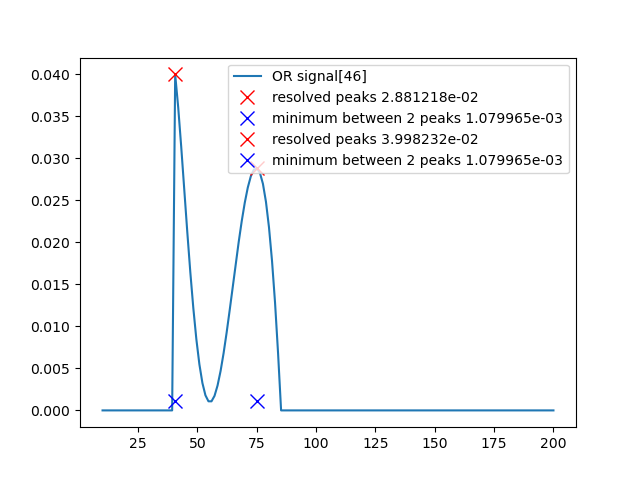 OR signal[46]
resolved peaks 2.881218e-02
minimum between 2 peaks 1.079965e-03
resolved peaks 3.998232e-02
minimum between 2 peaks 1.079965e-03
0.040
0.035
0.030
0.025
0.020
0.015
0.010
0.005
0.000
25 50 75 100 125 150 175 200